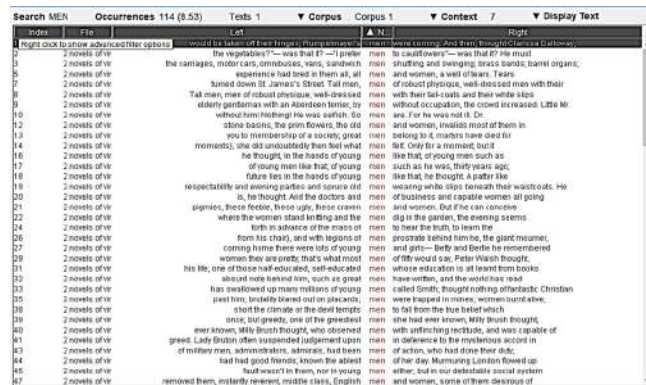 Search MEN Occurrences 114 (8.53) Texts 1 ▼ Corpus Corpus 1 ▼ Context 7 ▼ Display Text
Index File Left ▲ N... Right
Right click to show advanced filter options would be taken off their hinges; Rumpelmayer's men were coming. And then, thought Clarissa Dalloway,
2 2 novels of vir the vegetables?"— was that it? —"I prefer men to cauliflowers"— was that it? He must
3 2 novels of vir the carriages, motor cars, omnibuses, vans, sandwich men shuffling and swinging; brass bands; barrel organs;
5 2 novels of vir experience had bred in them all, all men and women, a well of tears. Tears
7 2 novels of vir turned down St. James's Street. Tall men, men of robust physique, well-dressed men with their
8 2 novels of vir Tall men, men of robust physique, well-dressed men with their tail-coats and their white slips
9 2 novels of vir elderly gentleman with an Aberdeen terrier, by men without occupation, the crowd increased. Little Mr.
10 2 novels of vir without him! Nothing! He was selfish. So men are. For he was not ill. Dr.
12 2 novels of vir stone basins, the prim flowers, the old men and women, invalids most of them in
13 2 novels of vir you to membership of a society; great men belong to it; martyrs have died for
14 2 novels of vir moments), she did undoubtedly then feel what men felt. Only for a moment; but it
16 2 novels of vir he thought, in the hands of young men like that; of young men such as
17 2 novels of vir of young men like that; of young men such as he was, thirty years ago;
18 2 novels of vir future lies in the hands of young men like that, he thought. A patter like
19 2 novels of vir respectability and evening parties and spruce old men wearing white slips beneath their waistcoats. He
20 2 novels of vir is, he thought. And the doctors and men of business and capable women all going
21 2 novels of vir pigmies, these feeble, these ugly, these craven men and women. But if he can conceive
22 2 novels of vir where the women stand knitting and the men dig in the garden, the evening seems
24 2 novels of vir forth in advance of the mass of men to hear the truth, to learn the
26 2 novels of vir from his chair), and with legions of men prostrate behind him he, the giant mourner,
27 2 novels of vir coming home there were lots of young men and girls— Betty and Bertie he remembered
30 2 novels of vir women they are pretty, that's what most men of fifty would say, Peter Walsh thought,
31 2 novels of vir his life, one of those half-educated, self-educated men whose education is all learnt from books
32 2 novels of vir absurd note behind him, such as great men have written, and the world has read
33 2 novels of vir has swallowed up many millions of young men called Smith; thought nothing of fantastic Christian
35 2 novels of vir past him; brutality blared out on placards; men were trapped in mines; women burnt alive;
38 2 novels of vir short the climate or the devil tempts men to fall from the true belief which
39 2 novels of vir once; but greedy, one of the greediest men she had ever known, Milly Brush thought,
40 2 novels of vir ever known, Milly Brush thought, who observed men with unflinching rectitude, and was capable of
41 2 novels of vir greed. Lady Bruton often suspended judgement upon men in deference to the mysterious accord in
43 2 novels of vir of military men, administrators, admirals, had been men of action, who had done their duty,
44 2 novels of vir had had good friends; known the ablest men of her day. Murmuring London flowed up
45 2 novels of vir fault wasn't in them, nor in young men either, but in our detestable social system
47 2 novels of vir removed them, instantly reverent, middle class, English men and women, some of them desirous of